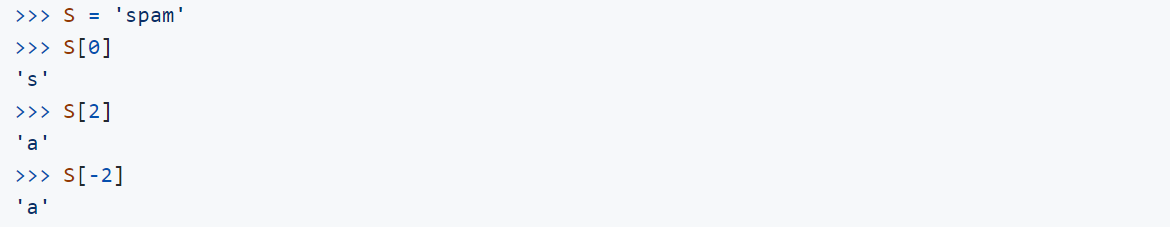 >>> S = 'spam'
>>> S[0]
's'
>>> S[2]
'a'
>>> S[-2]
'a'